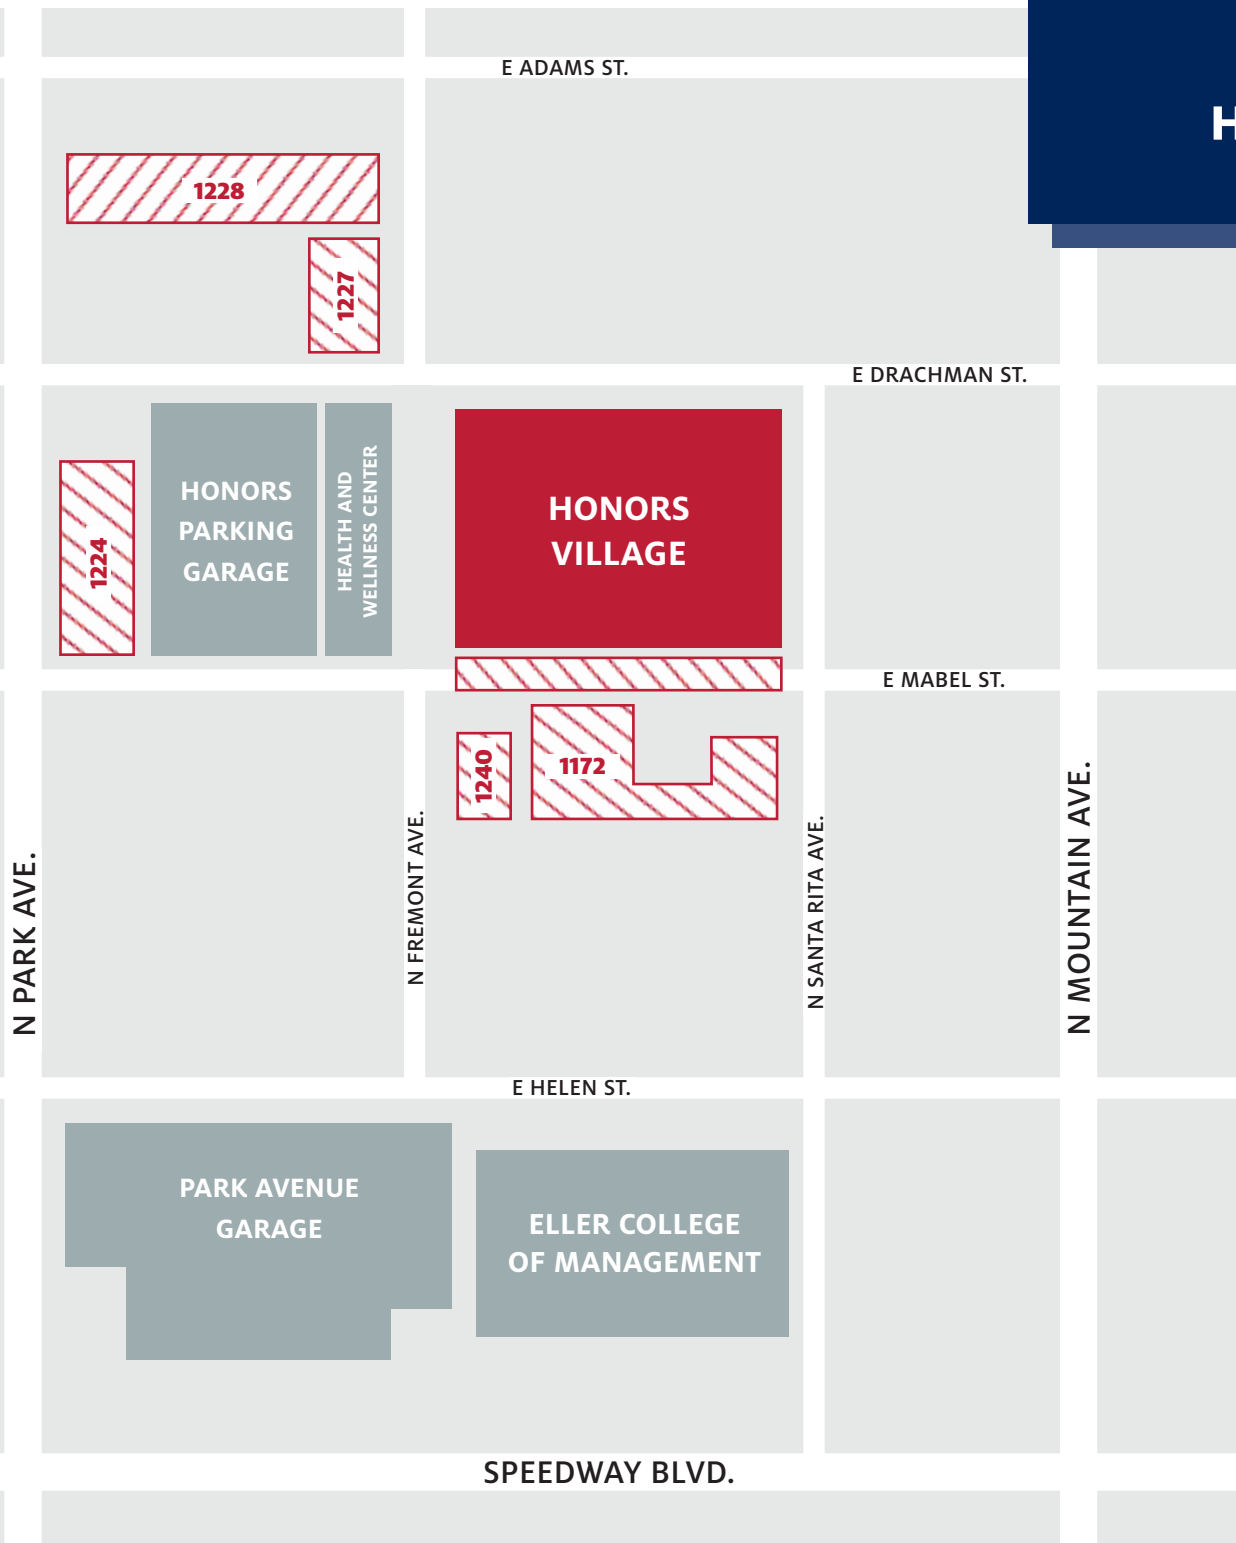 E ADAMS ST.
H
1228
1227
E DRACHMAN ST.
1224
HONORS
PARKING
GARAGE
HEALTH AND
WELLNESS CENTER
HONORS
VILLAGE
E MABEL ST.
1240
1172
N PARK AVE.
N FREMONT AVE.
N SANTA RITA AVE.
N MOUNTAIN AVE.
E HELEN ST.
PARK AVENUE
GARAGE
ELLER COLLEGE
OF MANAGEMENT
SPEEDWAY BLVD.